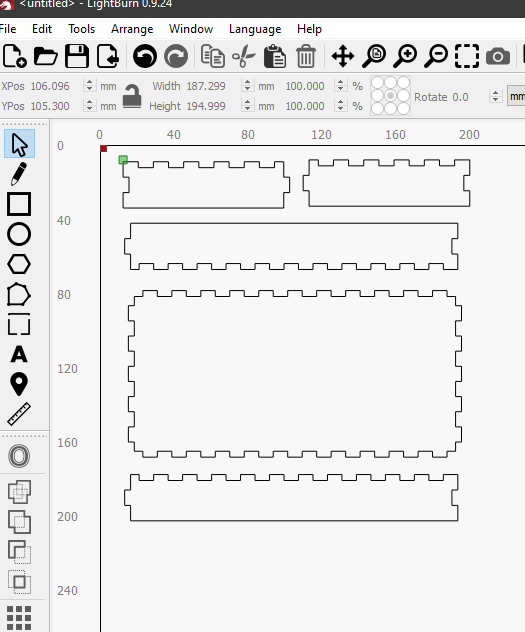 <untitled> - LightBurn 0.9.24
File Edit Tools Arrange Window Language Help
XPos 106.096 mm Width 187.299 mm 100.000 %
YPos 105.300 mm Height 194.999 mm 100.000 %
Rotate 0.0 mm
0 40 80 120 160 200
0
40
80
120
160
200
240
A